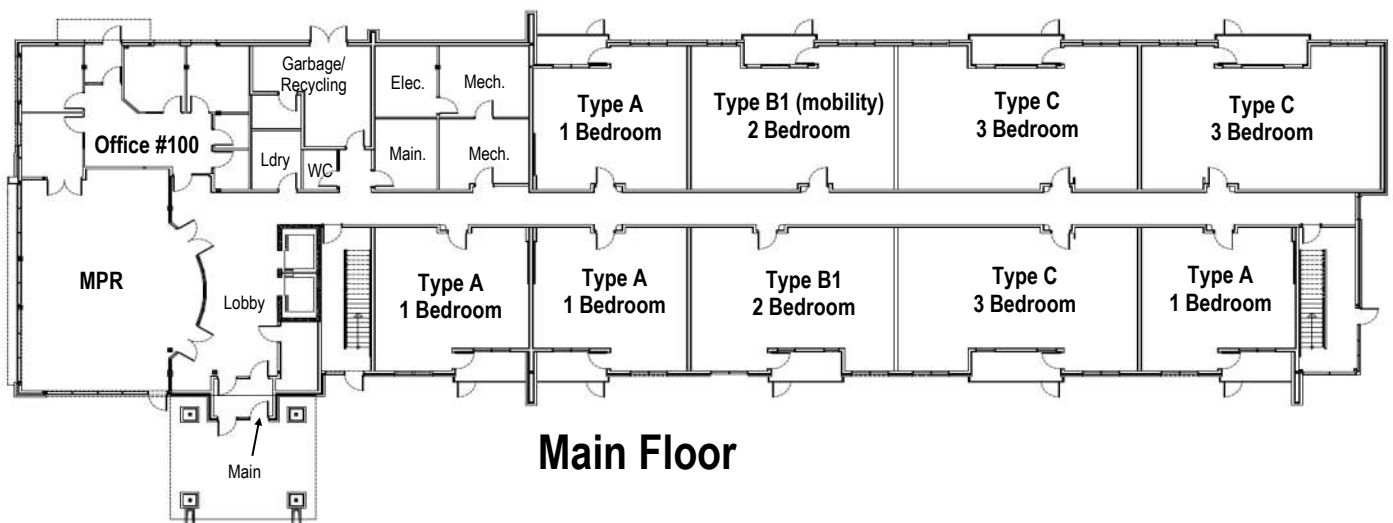 Garbage/
Recycling
Elec.
Mech.
Type A
1 Bedroom
Type B1 (mobility)
2 Bedroom
Type C
3 Bedroom
Type C
3 Bedroom
Office #100
Ldry
WC
Main.
Mech.
MPR
Lobby
Type A
1 Bedroom
Type A
1 Bedroom
Type B1
2 Bedroom
Type C
3 Bedroom
Type A
1 Bedroom
Main
Main Floor